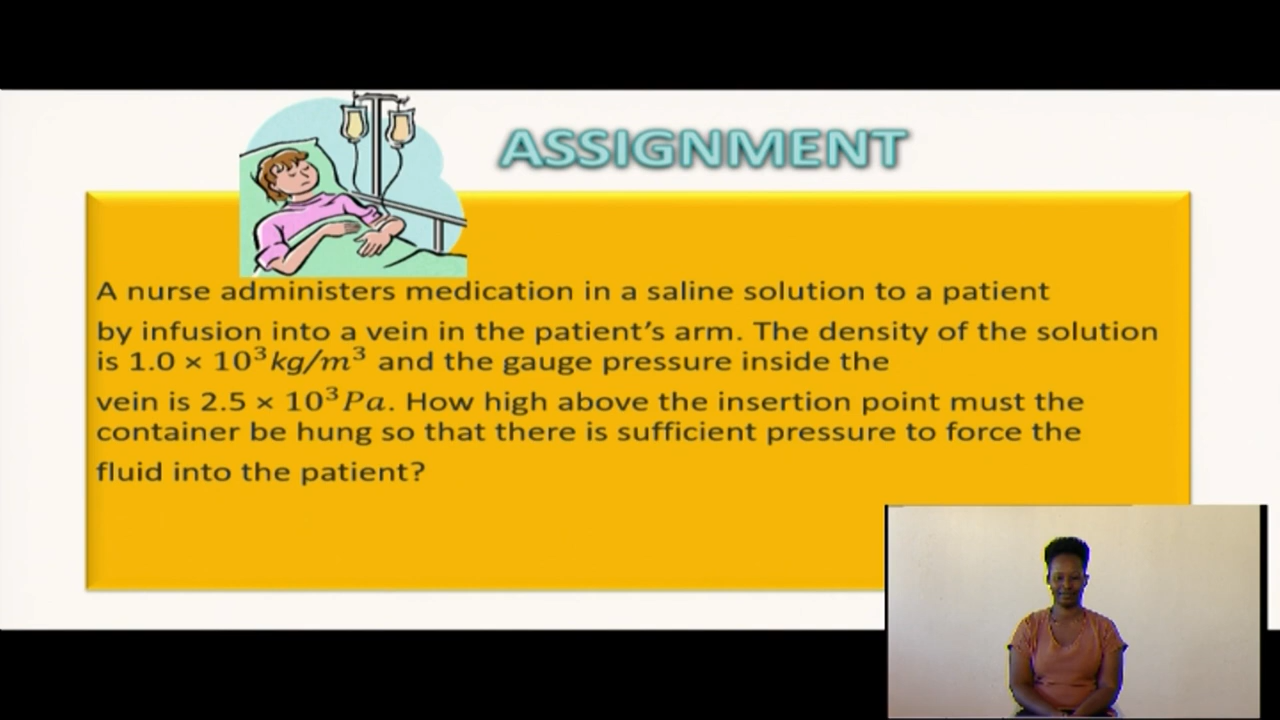 ASSIGNMENT
A nurse administers medication in a saline solution to a patient
by infusion into a vein in the patient’s arm. The density of the solution
is 1.0 × 10³kg/m³ and the gauge pressure inside the
vein is 2.5 × 10³Pa. How high above the insertion point must the
container be hung so that there is sufficient pressure to force the
fluid into the patient?